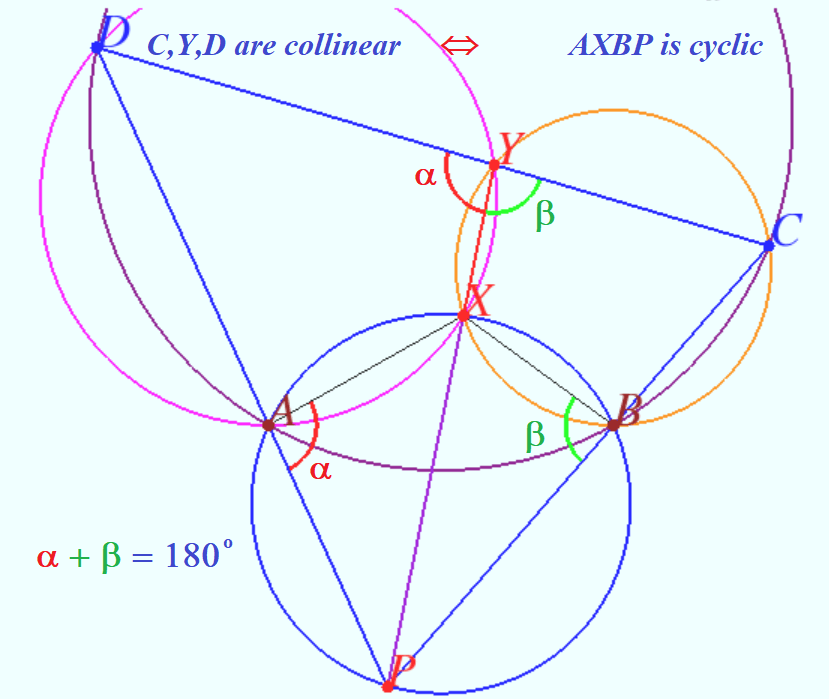 D C,Y,D are collinear ⇔ AXBP is cyclic
Y
α
β
C
X
A
B
α
β
α + β = 180°
P